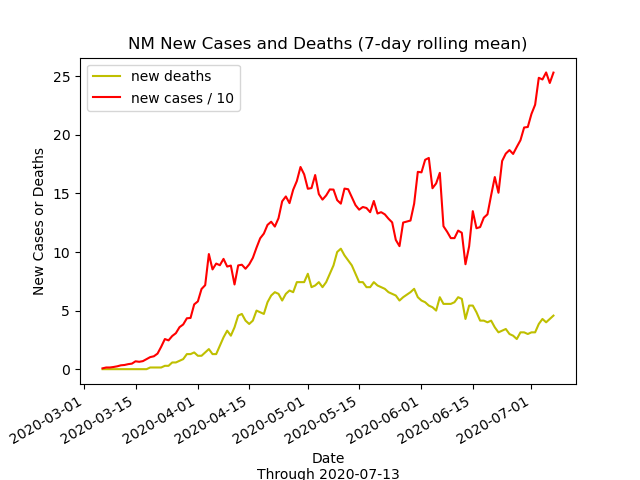 NM New Cases and Deaths (7-day rolling mean)
new deaths
new cases / 10
New Cases or Deaths
25
20
15
10
5
0
2020-03-01
2020-03-15
2020-04-01
2020-04-15
2020-05-01
2020-05-15
2020-06-01
2020-06-15
2020-07-01
Date
Through 2020-07-13